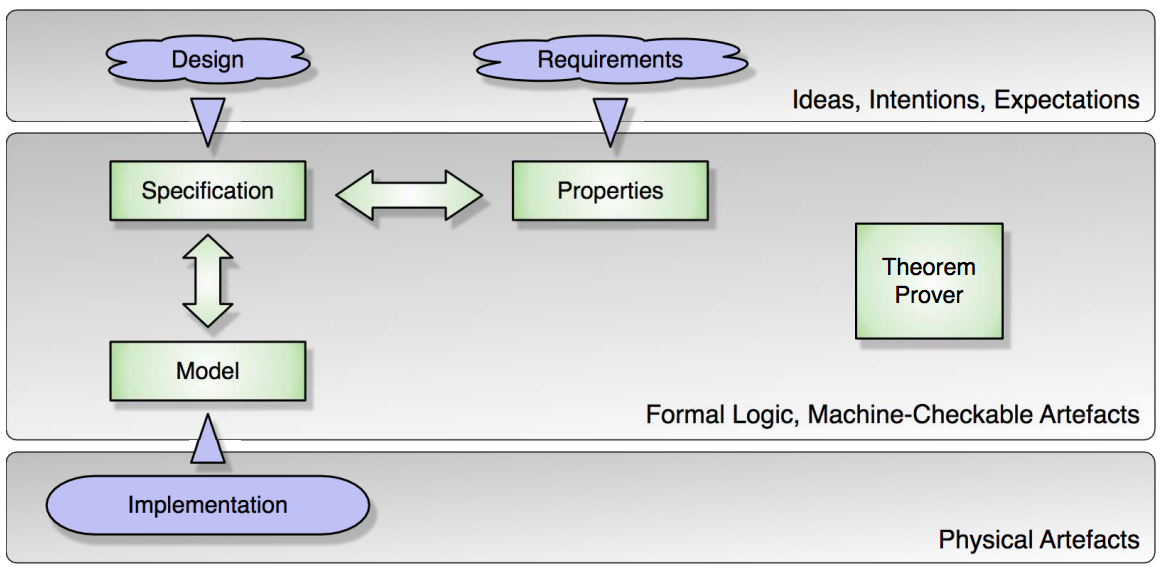 Design
Requirements
Ideas, Intentions, Expectations
Specification
Properties
Theorem
Prover
Model
Formal Logic, Machine-Checkable Artefacts
Implementation
Physical Artefacts